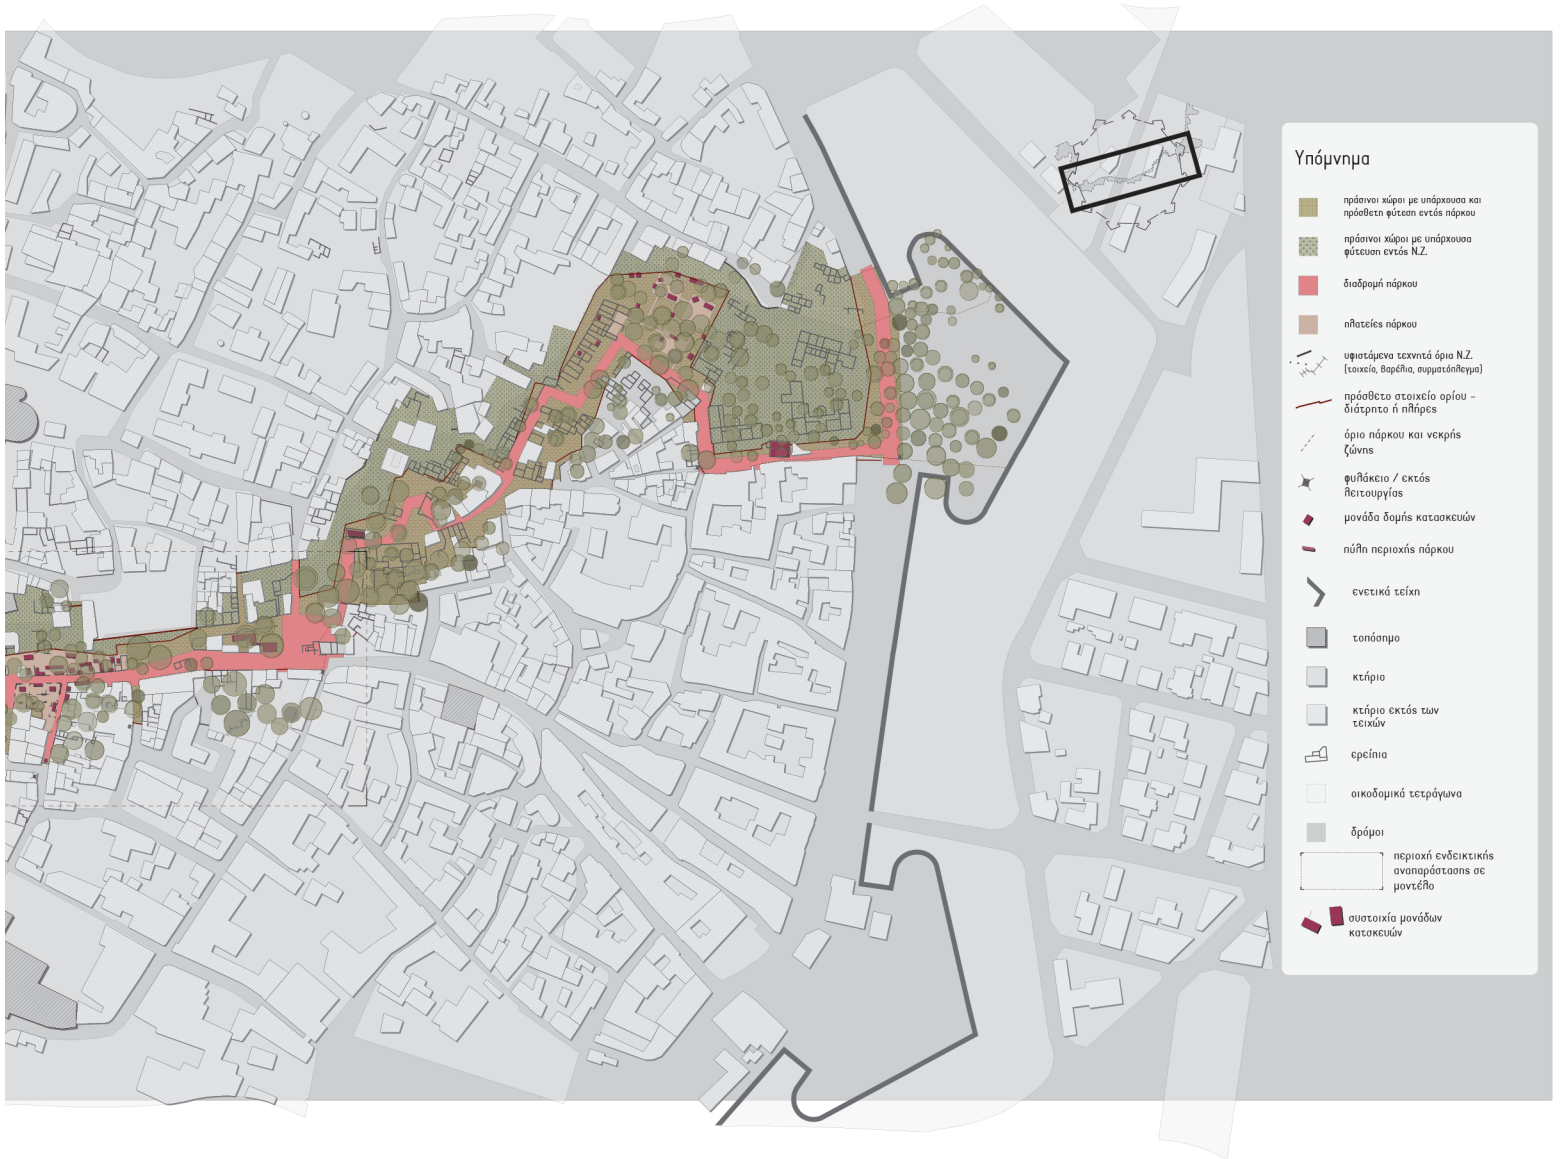 Υπόμνημα
πράσινοι χώροι με υπάρχουσα και
πρόσθετη φύτεση εντός πάρκου
πράσινοι χώροι με υπάρχουσα
φύτευση εντός Ν.Ζ.
διαδρομή πάρκου
πλατείες πάρκου
υφιστάμενα τεχνητά όρια Ν.Ζ.
(τοιχείο, βαρέλια, συρματόπλεγμα)
πρόσθετο στοιχείο ορίου –
διάτρητο ή πλήρες
όριο πάρκου και νεκρής
ζώνης
φυλάκειο / εκτός
λειτουργίας
μονάδα δομής κατασκευών
πύλη περιοχής πάρκου
ενετικά τείχη
τοπόσημο
κτήριο
κτήριο εκτός των
τειχών
ερείπια
οικοδομικά τετράγωνα
δρόμοι
περιοχή ενδεικτικής
αναπαράστασης σε
μοντέλο
συστοιχία μονάδων
κατσκευών